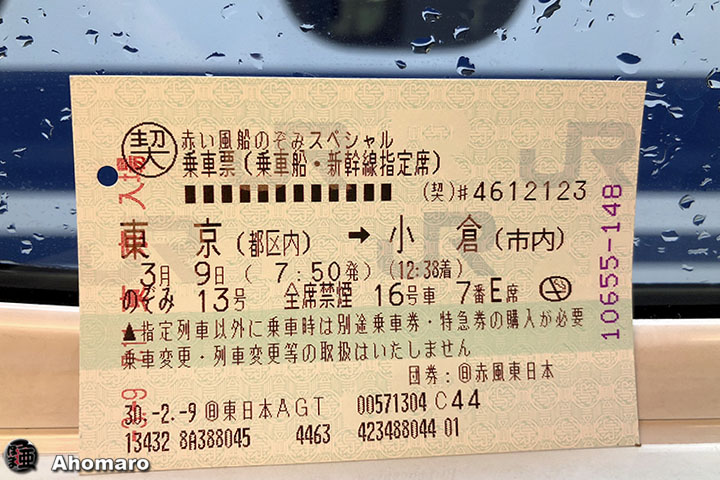 契 赤い風船のぞみスペシャル
乗車票（乗車船・新幹線指定席）
■■■■■■■■■■■■ (契)#4612123
東 京（都区内） → 小 倉（市内）
3月 9日（ 7:50発）(12:38着)
のぞみ 13号 全席禁煙 16号車 7番E席
▲指定列車以外に乗車時は別途乗車券・特急券の購入が必要
乗車変更・列車変更等の取扱はいたしません
団券：@赤風東日本
30.-2.-9 @東日本AGT 00571304 C44
13432 8A388045 4463 423488044 01
10655-148
JR
入場
Ahomaro